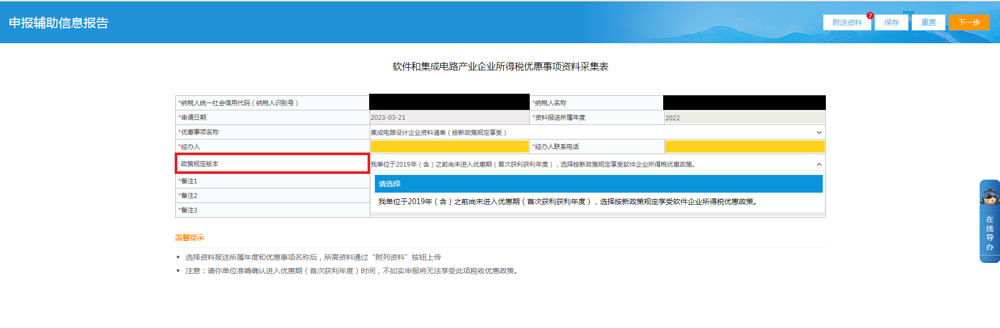 申报辅助信息报告
附送资料 7 保存 重置 下一步
软件和集成电路产业企业所得税优惠事项资料采集表
*纳税人统一社会信用代码（纳税人识别号） *纳税人名称
*申请日期 2023-03-21 *资料报送所属年度 2022
*优惠事项名称 集成电路设计企业资料清单（按新政策规定享受）
*经办人 *经办人联系电话
政策规定版本 我单位于2019年（含）之前尚未进入优惠期（首次获利获利年度），选择按新政策规定享受软件企业所得税优惠政策。
*备注1
请选择
*备注2
我单位于2019年（含）之前尚未进入优惠期（首次获利获利年度），选择按新政策规定享受软件企业所得税优惠政策。
*备注3
温馨提示
• 选择资料报送所属年度和优惠事项名称后，所需资料通过“附列资料”按钮上传
• 注意：请你单位准确确认进入优惠期（首次获利年度）时间，不如实申报将无法享受此项税收优惠政策。
在线导办